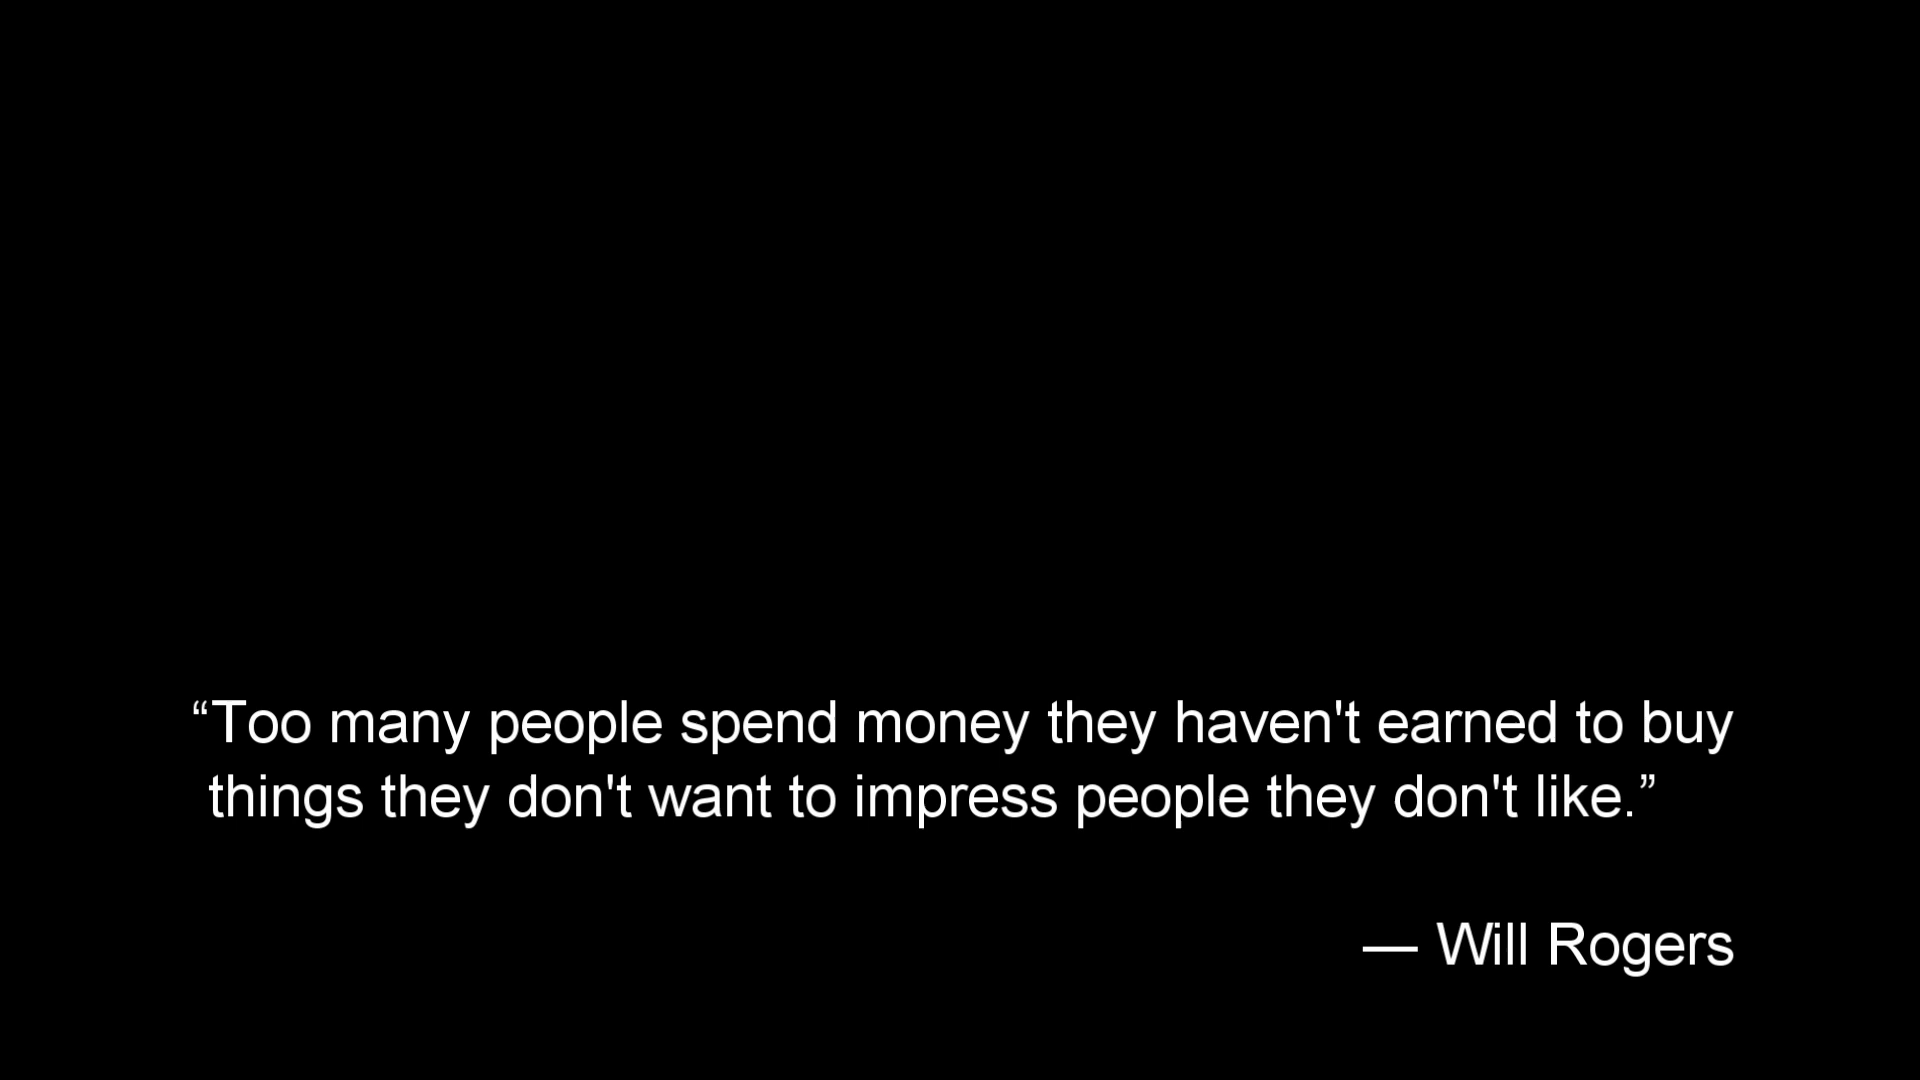 “Too many people spend money they haven't earned to buy
things they don't want to impress people they don't like.”
— Will Rogers